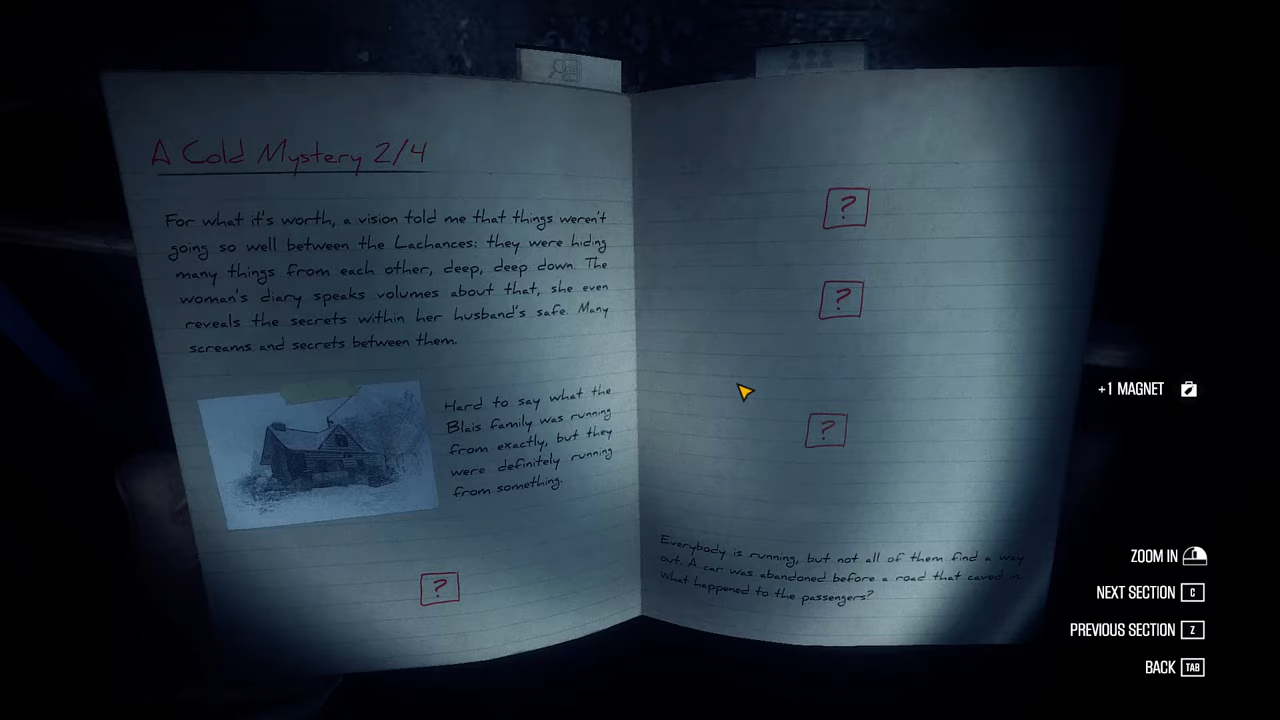 A Cold Mystery 2/4
For what it's worth, a vision told me that things weren't
going so well between the Lachances: they were hiding
many things from each other, deep, deep down. The
woman's diary speaks volumes about that, she even
reveals the secrets within her husband's safe. Many
screams and secrets between them.
Hard to say what the
Blais family was running
from exactly, but they
were definitely running
from something.
?
?
?
?
Everybody is running, but not all of them find a way
out. A car was abandoned before a road that caved in.
What happened to the passengers?
+1 MAGNET
ZOOM IN
NEXT SECTION C
PREVIOUS SECTION Z
BACK TAB